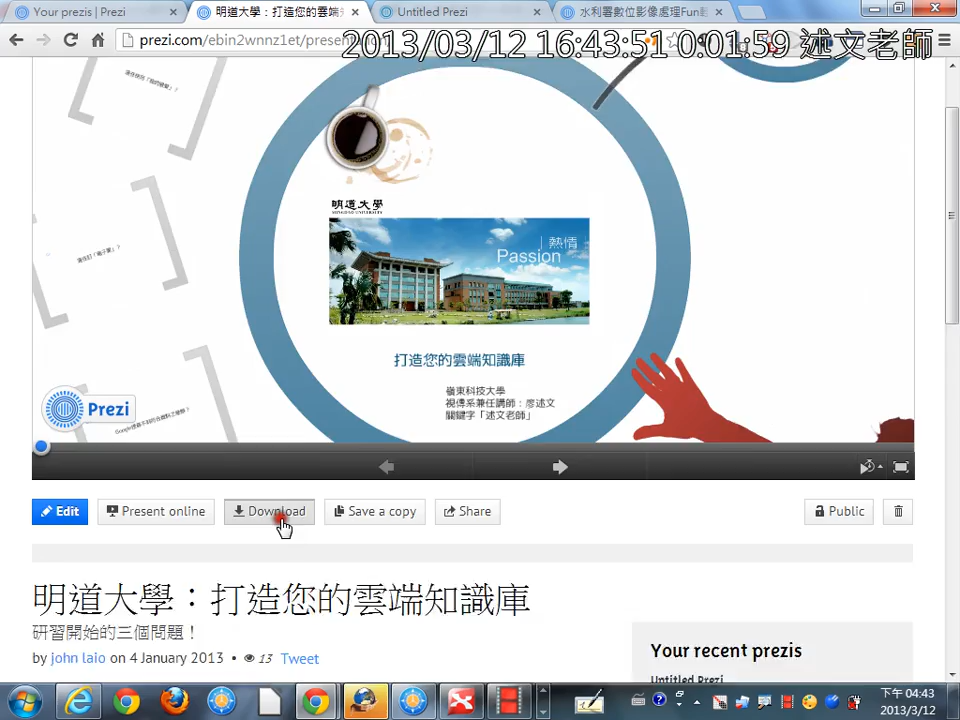 Your prezis | Prezi
明道大學：打造您的雲端
Untitled Prezi
水利署數位影像處理Fun
prezi.com/ebin2wnnz1et/present
2013/03/12 16:43:51 0:01:59 述文老師
明道大學
MINGDAO UNIVERSITY
熱情
Passion
打造您的雲端知識庫
嶺東科技大學
視傳系兼任講師：廖述文
關鍵字「述文老師」
Prezi
Edit
Present online
Download
Save a copy
Share
Public
明道大學：打造您的雲端知識庫
研習開始的三個問題！
by john laio on 4 January 2013 • 13 Tweet
Your recent prezis
Untitled Prezi
下午 04:43
2013/3/12